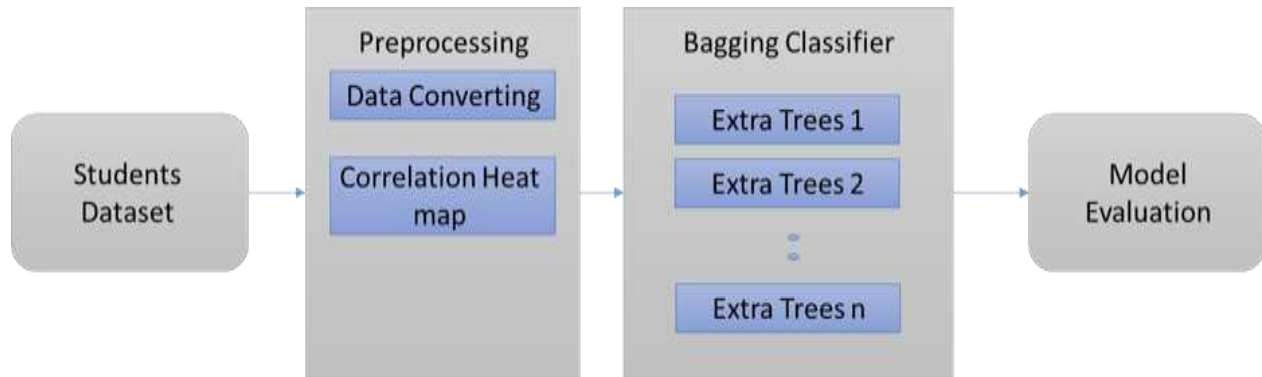 Students
Dataset
Preprocessing
Data Converting
Correlation Heat
map
Bagging Classifier
Extra Trees 1
Extra Trees 2
Extra Trees n
Model
Evaluation